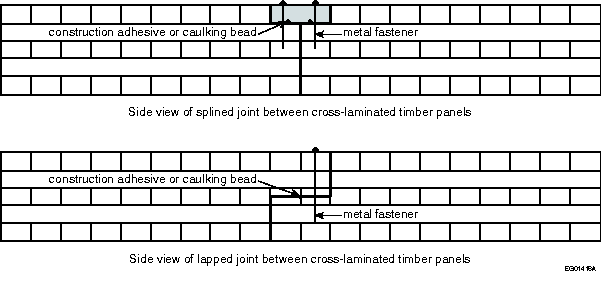 construction adhesive or caulking bead
metal fastener
Side view of splined joint between cross-laminated timber panels
construction adhesive or caulking bead
metal fastener
Side view of lapped joint between cross-laminated timber panels
EG01418A